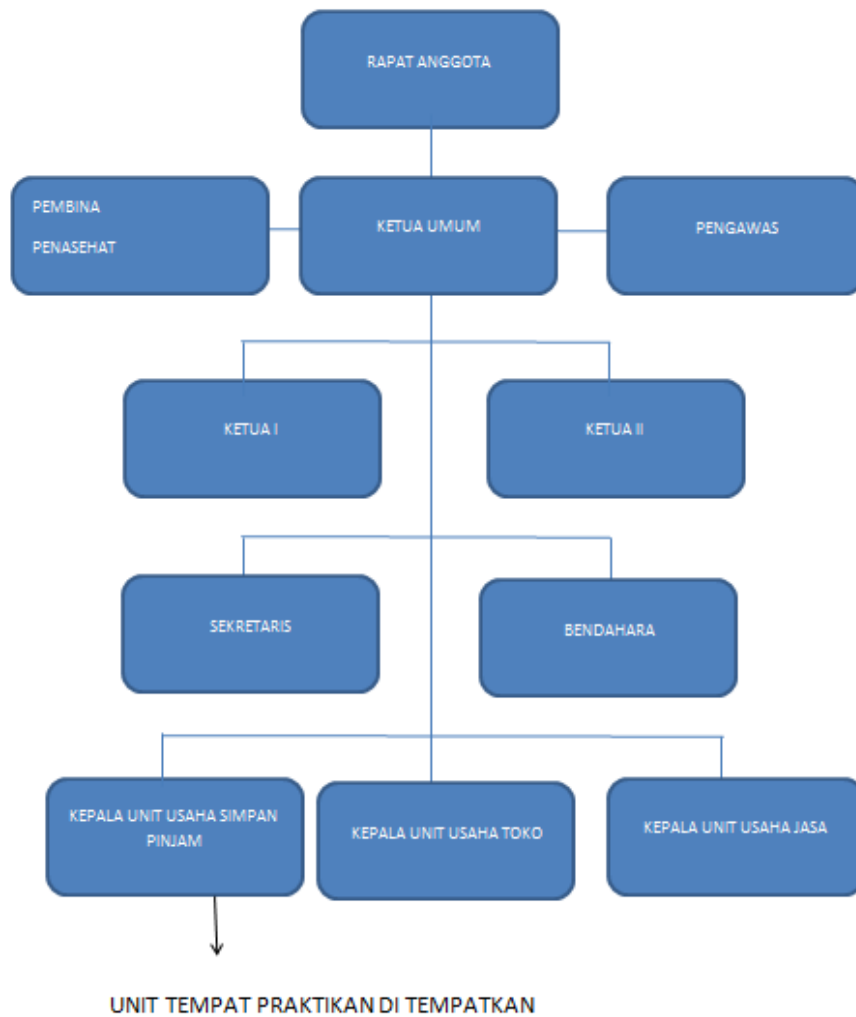 RAPAT ANGGOTA
PEMBINA
PENASEHAT
KETUA UMUM
PENGAWAS
KETUA I
KETUA II
SEKRETARIS
BENDAHARA
KEPALA UNIT USAHA SIMPAN
PINJAM
KEPALA UNIT USAHA TOKO
KEPALA UNIT USAHA JASA
UNIT TEMPAT PRAKTIKAN DI TEMPATKAN